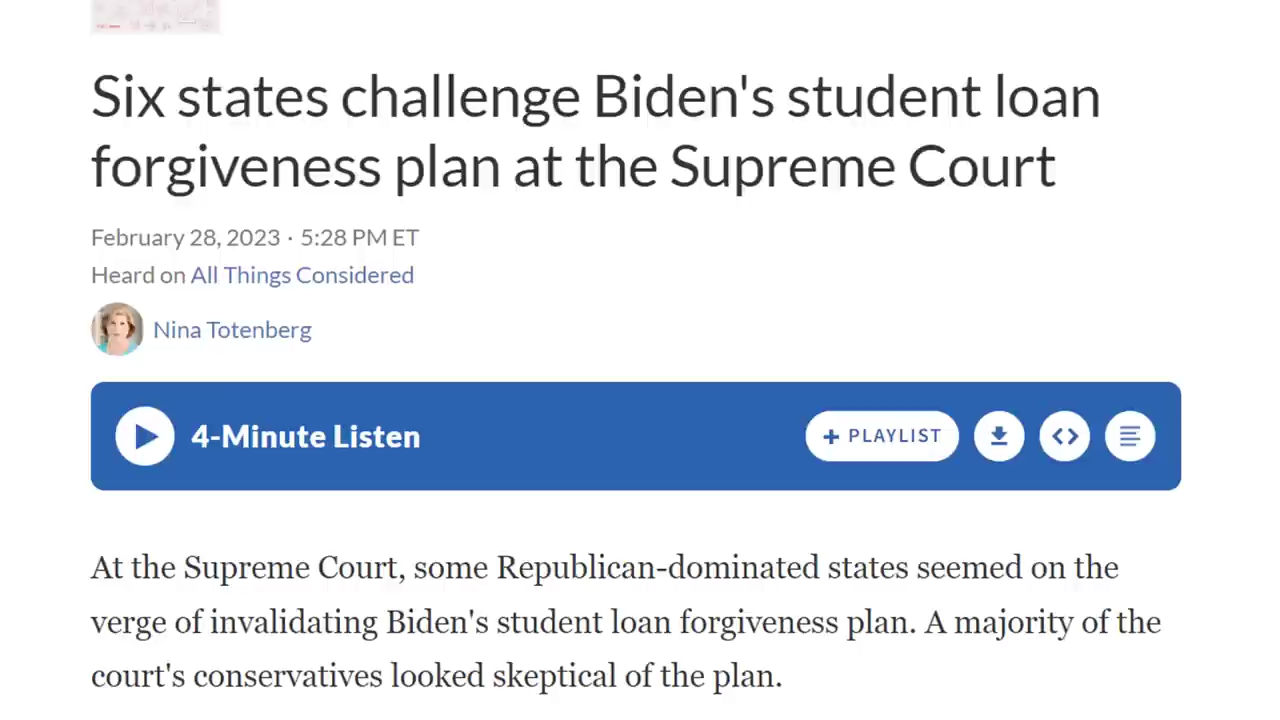 Six states challenge Biden's student loan
forgiveness plan at the Supreme Court
February 28, 2023 · 5:28 PM ET
Heard on All Things Considered
Nina Totenberg
4-Minute Listen
+ PLAYLIST
At the Supreme Court, some Republican-dominated states seemed on the
verge of invalidating Biden's student loan forgiveness plan. A majority of the
court's conservatives looked skeptical of the plan.